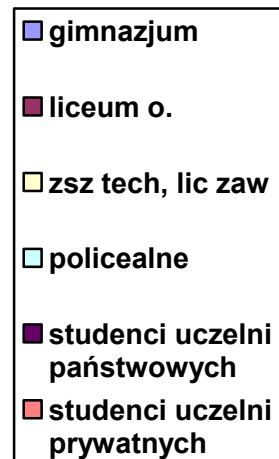 gimnazjum
liceum o.
zsz tech, lic zaw
policealne
studenci uczelni
państwowych
studenci uczelni
prywatnych